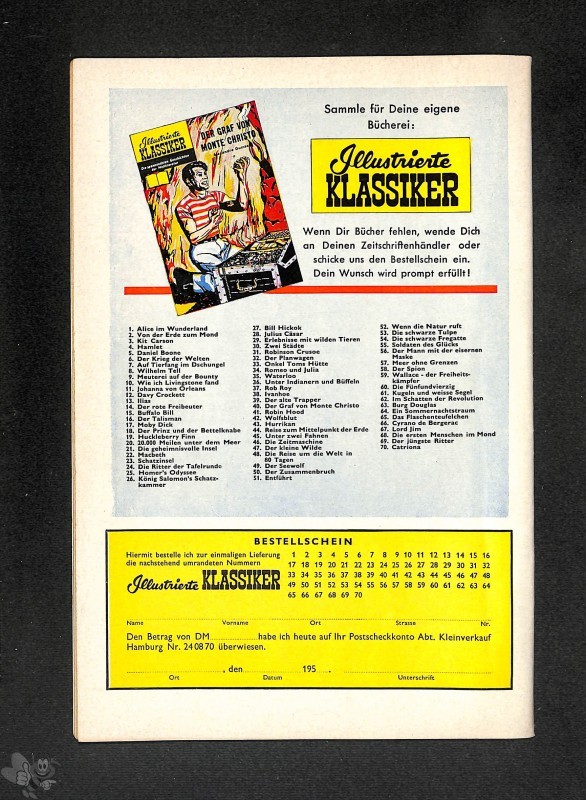 Sammle für Deine eigene
Bücherei:
Illustrierte
KLASSIKER
Illustrierte
KLASSIKER
DER GRAF VON
MONTE CHRISTO
Wenn Dir Bücher fehlen, wende Dich
an Deinen Zeitschriftenhändler oder
schicke uns den Bestellschein ein.
Dein Wunsch wird prompt erfüllt!
1. Alice im Wunderland
2. Von der Erde zum Mond
3. Kit Carson
4. Hamlet
5. Daniel Boone
6. Der Krieg der Welten
7. Auf Tierfang im Dschungel
8. Wilhelm Tell
9. Meuterei auf der Bounty
10. Wie ich Livingstone fand
11. Johanna von Orleans
12. Davy Crockett
13. Ilias
14. Der rote Freibeuter
15. Buffalo Bill
16. Der Talisman
17. Moby Dick
18. Der Prinz und der Bettelknabe
19. Huckleberry Finn
20. 20.000 Meilen unter dem Meer
21. Die geheimnisvolle Insel
22. Macbeth
23. Schatzinsel
24. Die Ritter der Tafelrunde
25. Homer's Odyssee
26. König Salomon's Schatz-
kammer
27. Bill Hickok
28. Julius Cäsar
29. Erlebnisse mit wilden Tieren
30. Zwei Städte
31. Robinson Crusoe
32. Der Planwagen
33. Onkel Toms Hütte
34. Romeo und Julia
35. Waterloo
36. Unter Indianern und Büffeln
37. Rob Roy
38. Ivanhoe
39. Der alte Trapper
40. Der Graf von Monte Christo
41. Robin Hood
42. Wolfsblut
43. Hurrikan
44. Reise zum Mittelpunkt der Erde
45. Unter zwei Fahnen
46. Die Zeitmaschine
47. Der kleine Wilde
48. Die Reise um die Welt in
80 Tagen
49. Der Seewolf
50. Der Zusammenbruch
51. Entführt
52. Wenn die Natur ruft
53. Die schwarze Tulpe
54. Die schwarze Fregatte
55. Soldaten des Glücks
56. Der Mann mit der eisernen
Maske
57. Meer ohne Grenzen
58. Der Spion
59. Wallace - der Freiheits-
kämpfer
60. Die Fünfundvierzig
61. Kugeln und weisse Segel
62. Im Schatten der Revolution
63. Burg Douglas
64. Ein Sommernachtstraum
65. Das Flaschenteufelchen
66. Cyrano de Bergerac
67. Lord Jim
68. Die ersten Menschen im Mond
69. Der jüngste Ritter
70. Catriona
BESTELLSCHEIN
Hiermit bestelle ich zur einmaligen Lieferung
die nachstehend umrandeten Nummern
Illustrierte KLASSIKER
1 2 3 4 5 6 7 8 9 10 11 12 13 14 15 16
17 18 19 20 21 22 23 24 25 26 27 28 29 30 31 32
33 34 35 36 37 38 39 40 41 42 43 44 45 46 47 48
49 50 51 52 53 54 55 56 57 58 59 60 61 62 63 64
65 66 67 68 69 70
Name Vorname Ort Strasse Nr.
Den Betrag von DM habe ich heute auf Ihr Postscheckkonto Abt. Kleinverkauf
Hamburg Nr. 240870 überwiesen.
, den 195 .
Ort Datum Unterschrift